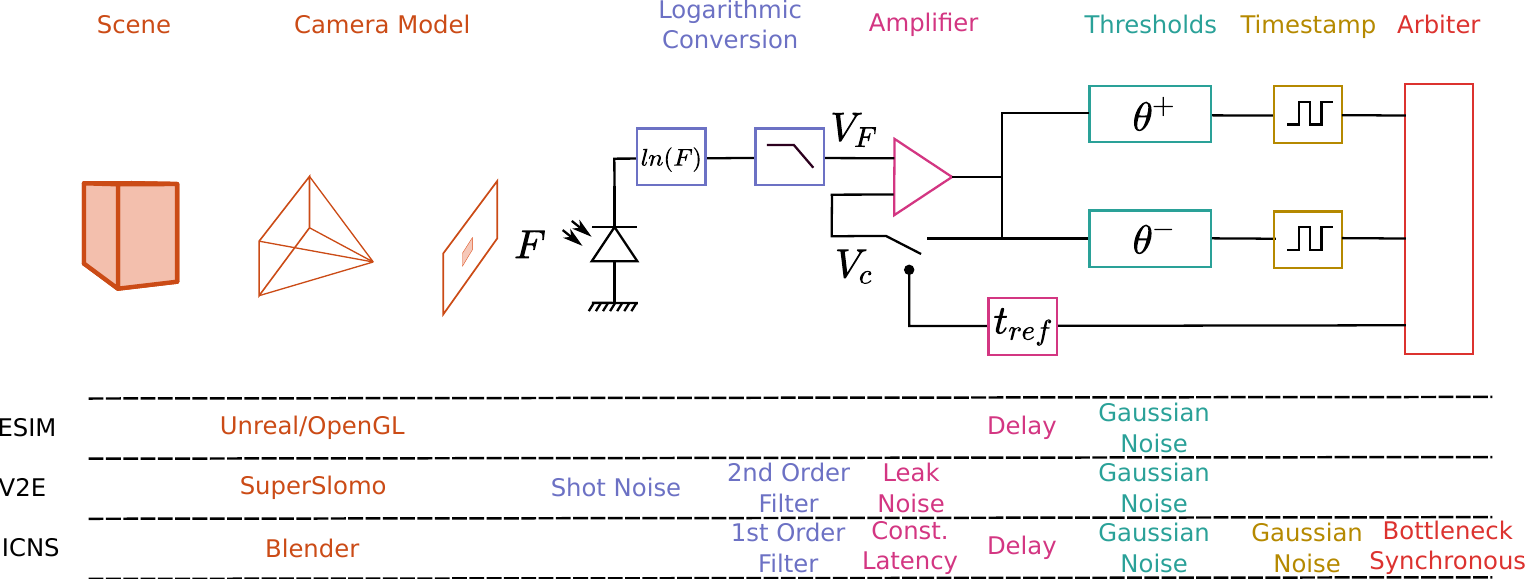 Scene
Camera Model
Logarithmic
Conversion
Amplifier
Thresholds
Timestamp
Arbiter
F
ln(F)
V_F
V_c
θ^+
θ^−
t_{ref}
ESIM
Unreal/OpenGL
Delay
Gaussian
Noise
V2E
SuperSlomo
Shot Noise
2nd Order
Filter
Leak
Noise
Gaussian
Noise
ICNS
Blender
1st Order
Filter
Const.
Latency
Delay
Gaussian
Noise
Gaussian
Noise
Bottleneck
Synchronous